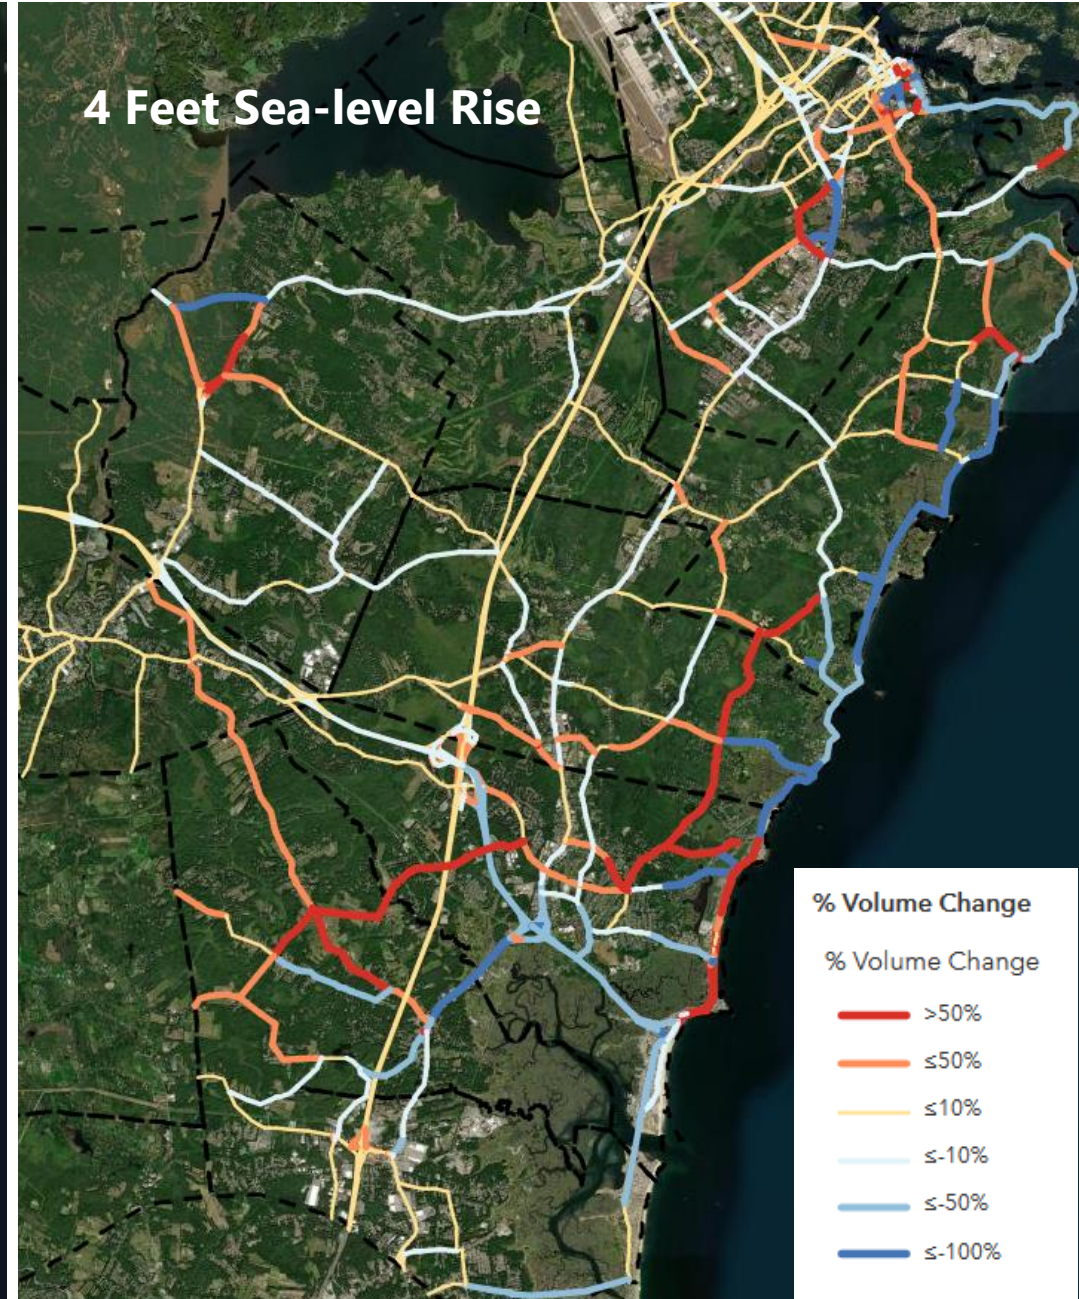 4 Feet Sea-level Rise
% Volume Change
% Volume Change
>50%
≤50%
≤10%
≤-10%
≤-50%
≤-100%